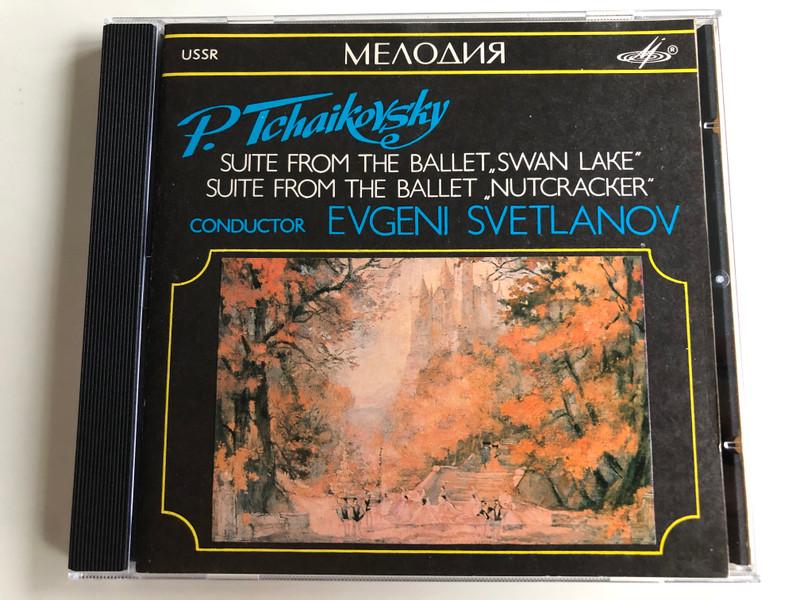 USSR МЕЛОДИЯ ®
P. Tchaikovsky
SUITE FROM THE BALLET „SWAN LAKE“
SUITE FROM THE BALLET „NUTCRACKER“
CONDUCTOR EVGENI SVETLANOV